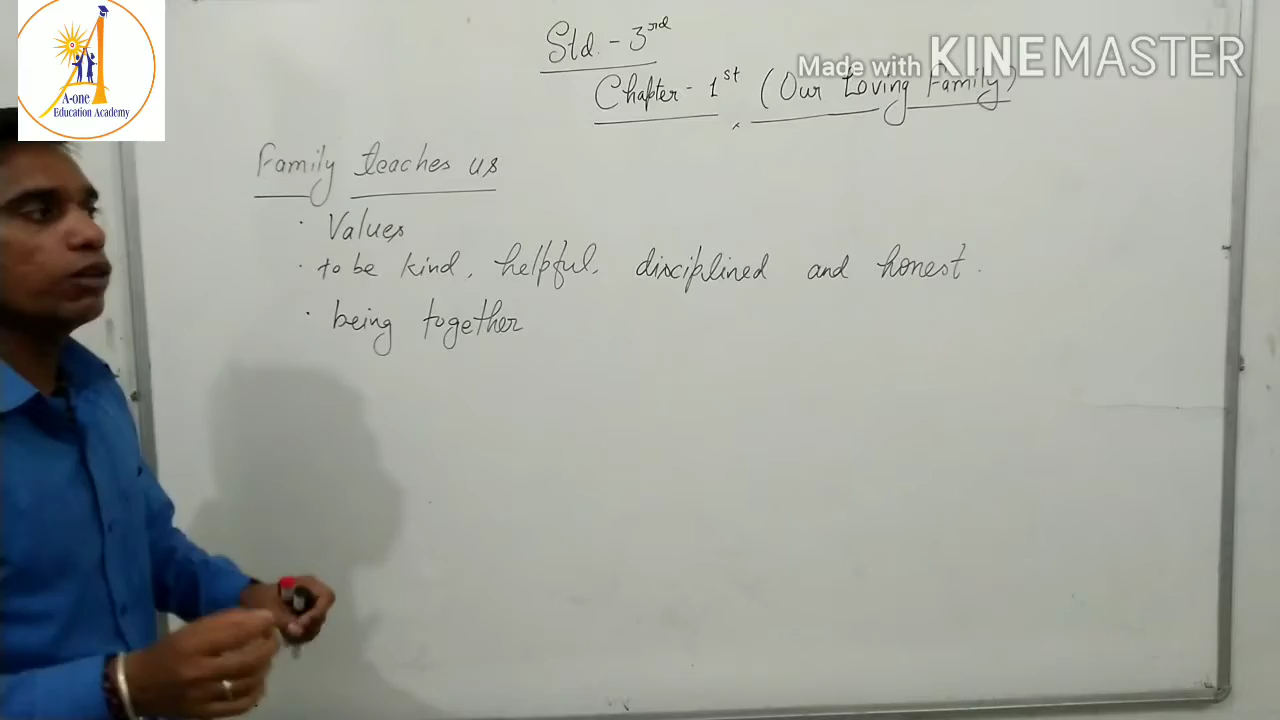 A-one
Education Academy
Std. - 3rd
Made with KINEMASTER
Chapter - 1st (Our Loving Family)
Family teaches us
· Values
· to be kind, helpful, disciplined and honest.
· being together